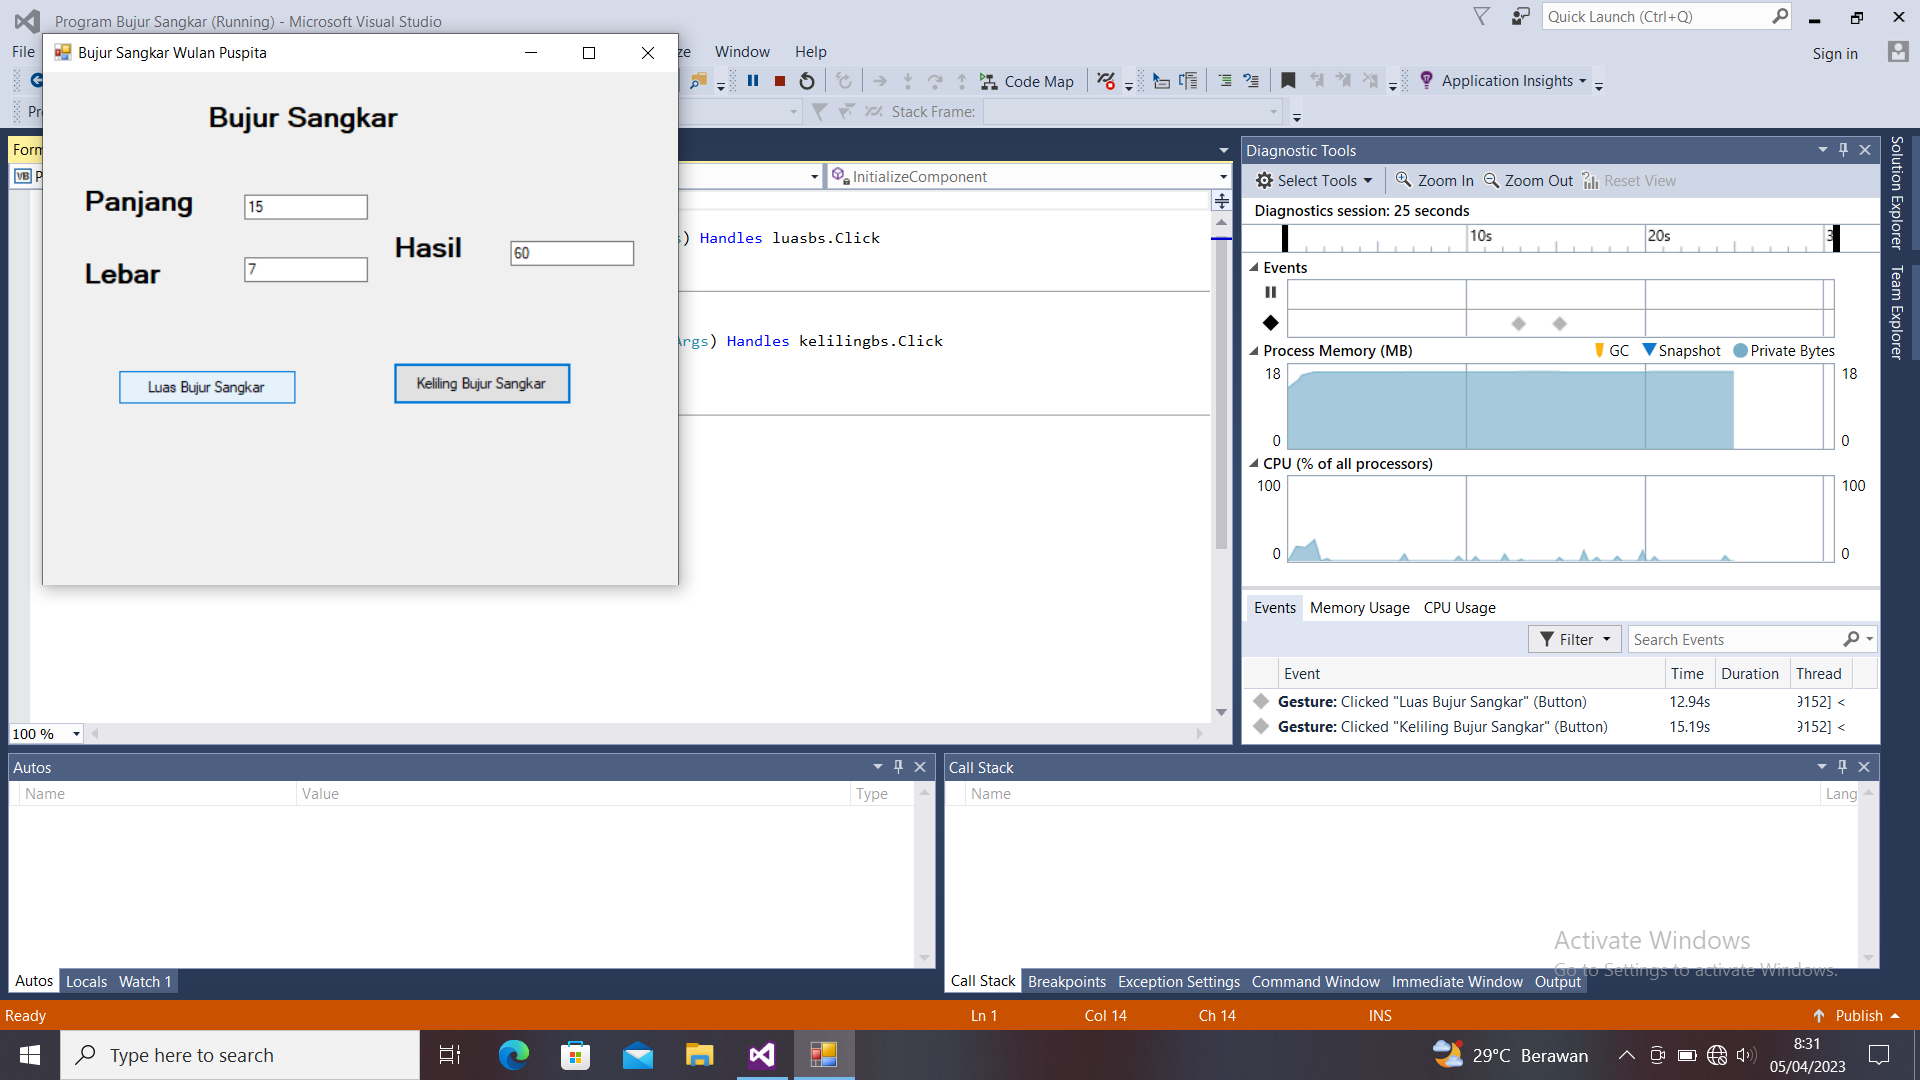 Program Bujur Sangkar (Running) - Microsoft Visual Studio
Quick Launch (Ctrl+Q)
File
Window
Help
Sign in
Bujur Sangkar Wulan Puspita
Code Map
Application Insights
Stack Frame:
Bujur Sangkar
Panjang
15
Hasil
60
Lebar
7
Luas Bujur Sangkar
Keliling Bujur Sangkar
InitializeComponent
) Handles luasbs.Click
Args) Handles kelilingbs.Click
100 %
Diagnostic Tools
Select Tools
Zoom In
Zoom Out
Reset View
Diagnostics session: 25 seconds
10s
20s
3
Events
Process Memory (MB)
GC
Snapshot
Private Bytes
18
18
0
0
CPU (% of all processors)
100
100
0
0
Events
Memory Usage
CPU Usage
Filter
Search Events
Event
Time
Duration
Thread
Gesture: Clicked "Luas Bujur Sangkar" (Button)
12.94s
9152] <
Gesture: Clicked "Keliling Bujur Sangkar" (Button)
15.19s
9152] <
Solution Explorer
Team Explorer
Autos
Name
Value
Type
Autos
Locals
Watch 1
Call Stack
Name
Lang
Call Stack
Breakpoints
Exception Settings
Command Window
Immediate Window
Output
Activate Windows
Go to Settings to activate Windows.
Ready
Ln 1
Col 14
Ch 14
INS
Publish
Type here to search
29°C Berawan
8:31
05/04/2023